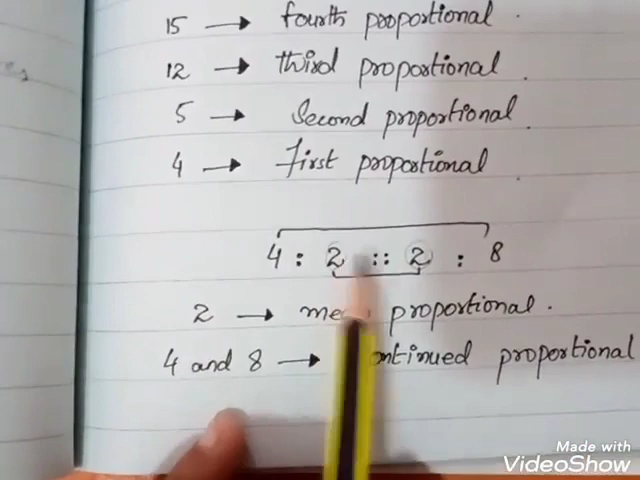 15 → fourth proportional.
12 → third proportional.
5 → Second proportional.
4 → First proportional.
4 : 2 :: 2 : 8
2 → proportional.
4 and 8 → proportional
Made with
VideoShow